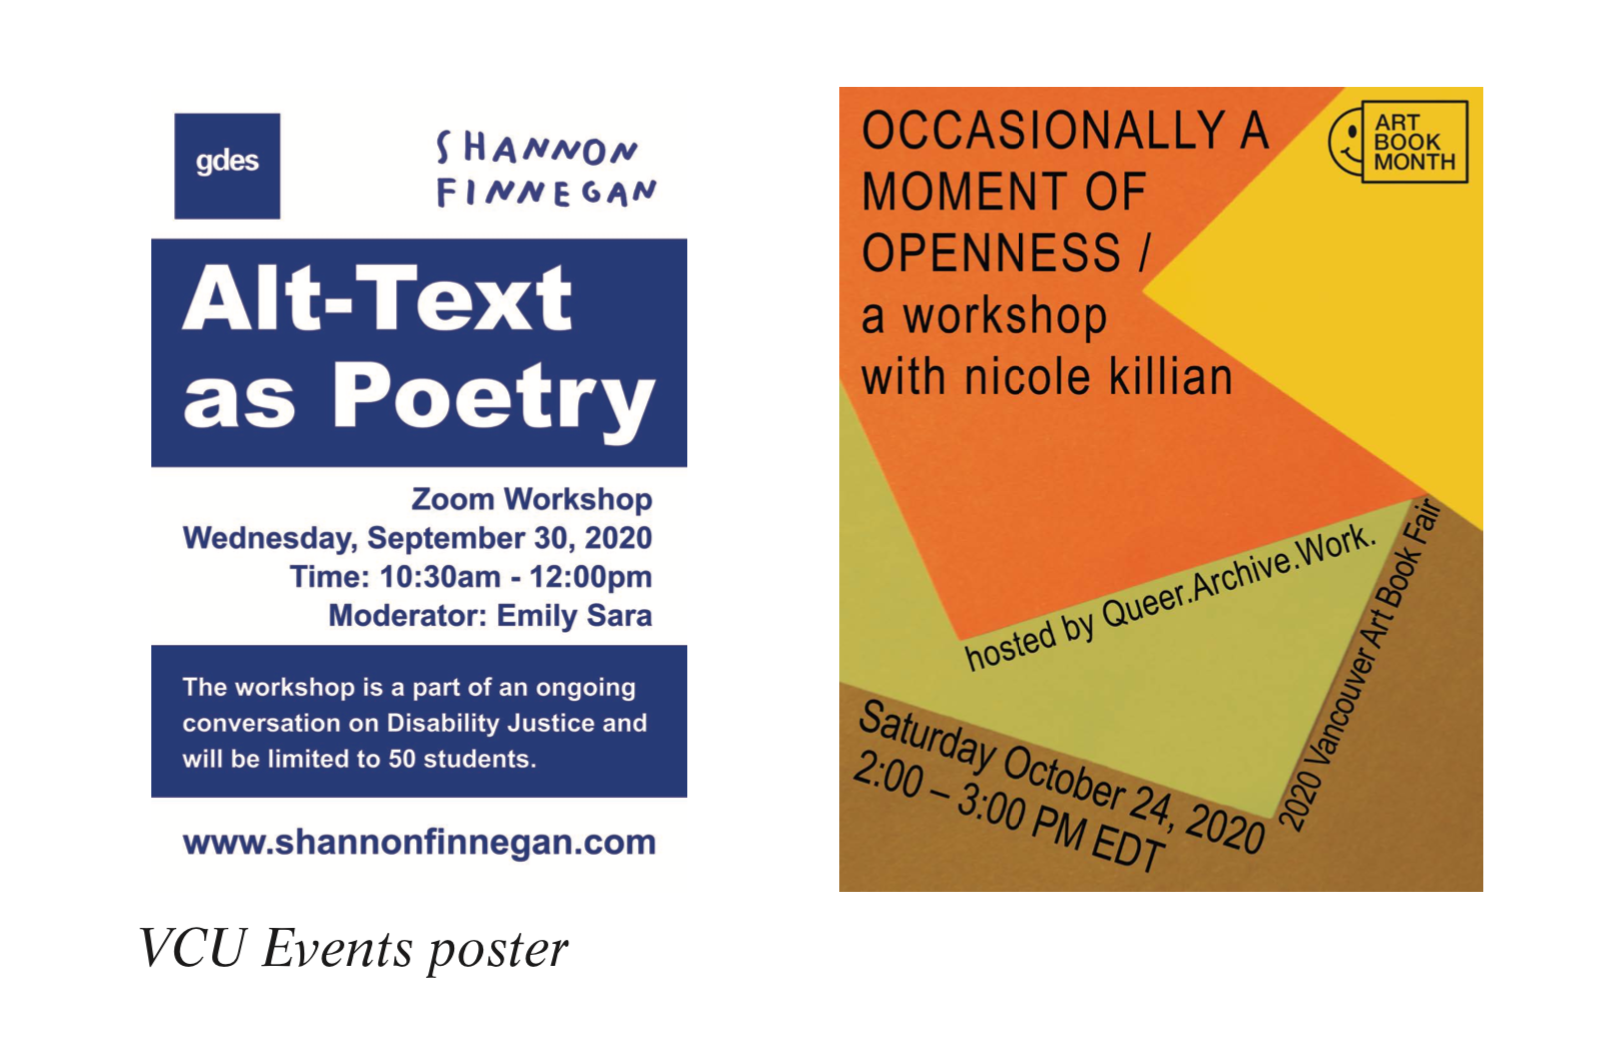 gdes
SHANNON
FINNEGAN
Alt-Text
as Poetry
Zoom Workshop
Wednesday, September 30, 2020
Time: 10:30am - 12:00pm
Moderator: Emily Sara
The workshop is a part of an ongoing
conversation on Disability Justice and
will be limited to 50 students.
www.shannonfinnegan.com
VCU Events poster
OCCASIONALLY A
MOMENT OF
OPENNESS /
a workshop
with nicole killian
ART
BOOK
MONTH
hosted by Queer.Archive.Work.
2020 Vancouver Art Book Fair
Saturday October 24, 2020
2:00 – 3:00 PM EDT